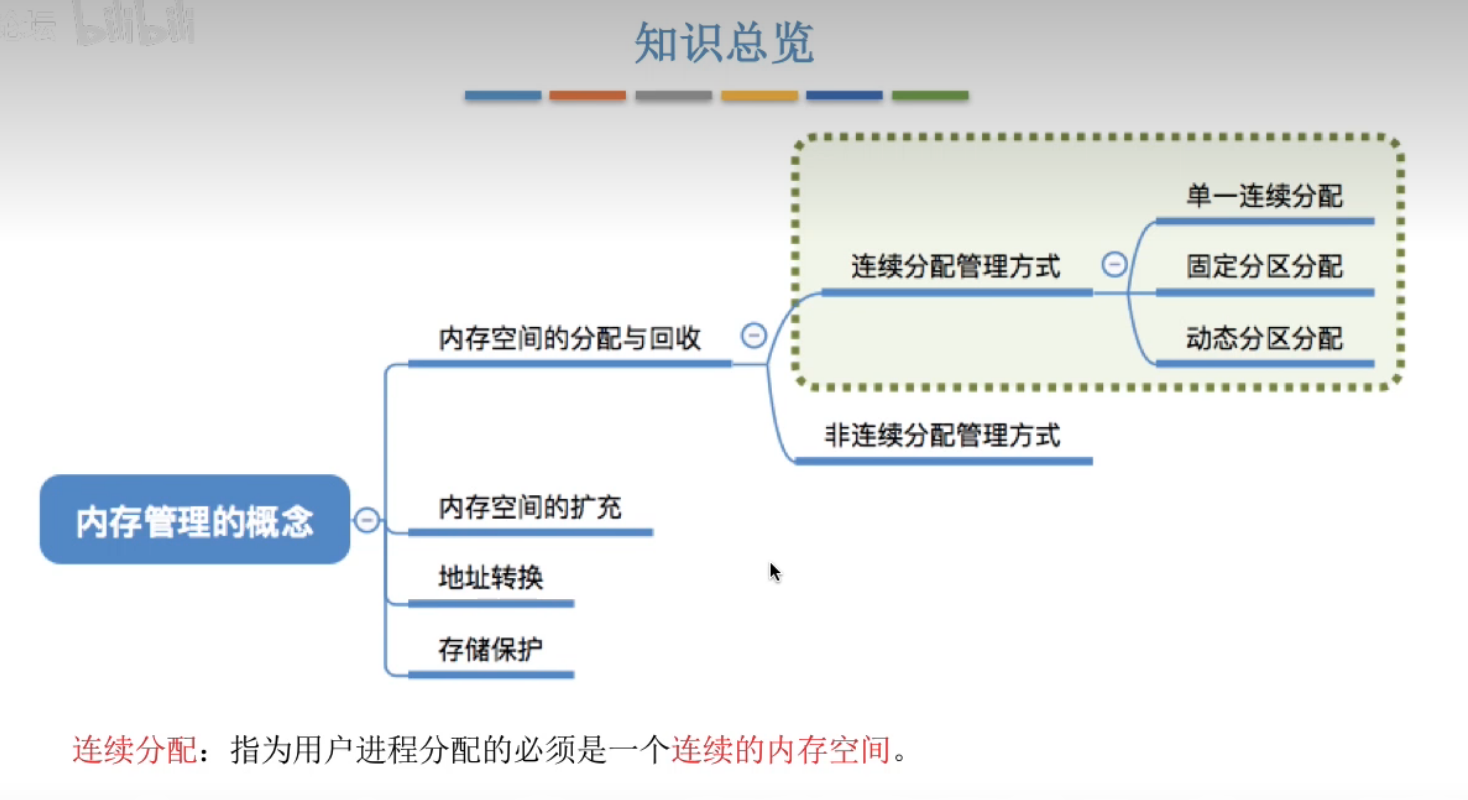 论坛 bilibili
知识总览
单一连续分配
连续分配管理方式
固定分区分配
内存空间的分配与回收
动态分区分配
非连续分配管理方式
内存管理的概念
内存空间的扩充
地址转换
存储保护
连续分配：指为用户进程分配的必须是一个连续的内存空间。